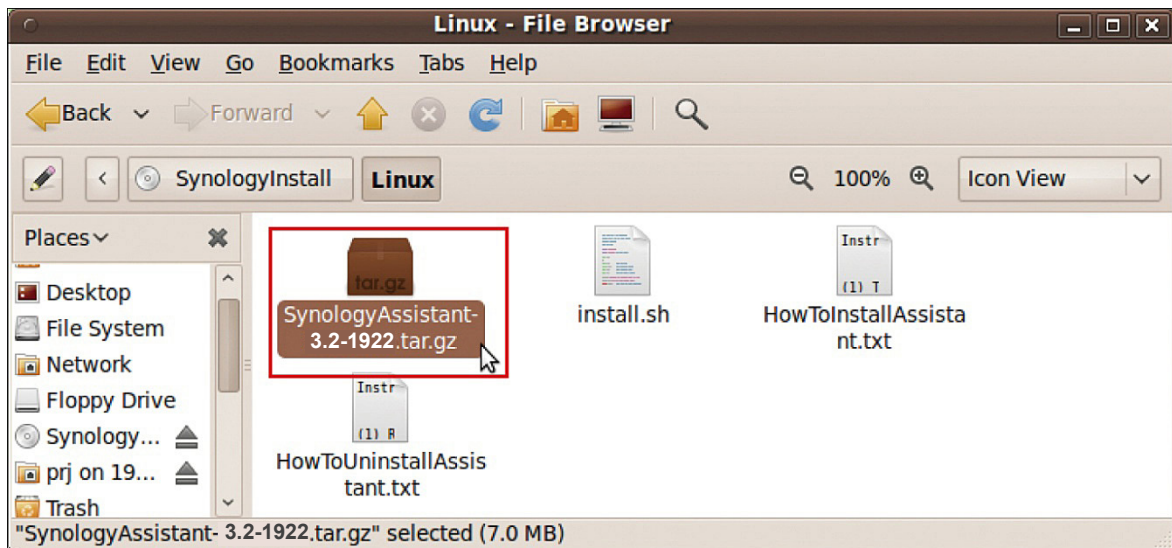 Linux - File Browser
File Edit View Go Bookmarks Tabs Help
Back Forward
SynologyInstall Linux 100% Icon View
Places
Desktop
File System
Network
Floppy Drive
Synology...
prj on 19...
Trash
tar.gz
SynologyAssistant-
3.2-1922.tar.gz
install.sh
Instr
(1) T
HowToInstallAssista
nt.txt
Instr
(1) R
HowToUninstallAssis
tant.txt
"SynologyAssistant- 3.2-1922.tar.gz" selected (7.0 MB)